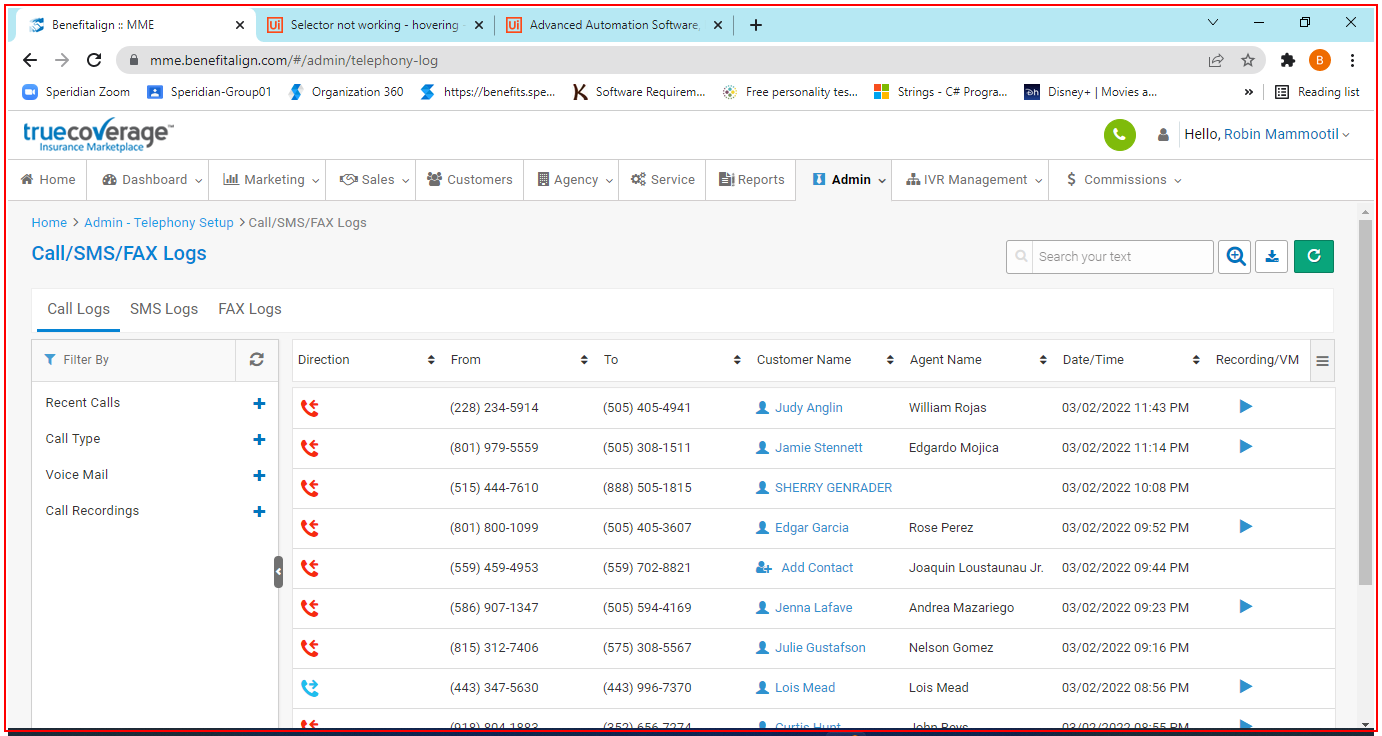 Benefitalign :: MME
Selector not working - hovering -
Advanced Automation Software,
mme.benefitalign.com/#/admin/telephony-log
B
Speridian Zoom Speridian-Group01 Organization 360 https://benefits.spe... Software Requirem... Free personality tes... Strings - C# Progra... Disney+ | Movies a... » Reading list
truecoverage™
Insurance Marketplace
Hello, Robin Mammootil
Home Dashboard Marketing Sales Customers Agency Service Reports Admin IVR Management $ Commissions
Home > Admin - Telephony Setup > Call/SMS/FAX Logs
Call/SMS/FAX Logs
Search your text
Call Logs SMS Logs FAX Logs
Filter By
Recent Calls
Call Type
Voice Mail
Call Recordings
Direction From To Customer Name Agent Name Date/Time Recording/VM
(228) 234-5914 (505) 405-4941 Judy Anglin William Rojas 03/02/2022 11:43 PM
(801) 979-5559 (505) 308-1511 Jamie Stennett Edgardo Mojica 03/02/2022 11:14 PM
(515) 444-7610 (888) 505-1815 SHERRY GENRADER 03/02/2022 10:08 PM
(801) 800-1099 (505) 405-3607 Edgar Garcia Rose Perez 03/02/2022 09:52 PM
(559) 459-4953 (559) 702-8821 Add Contact Joaquin Loustaunau Jr. 03/02/2022 09:44 PM
(586) 907-1347 (505) 594-4169 Jenna Lafave Andrea Mazariego 03/02/2022 09:23 PM
(815) 312-7406 (575) 308-5567 Julie Gustafson Nelson Gomez 03/02/2022 09:16 PM
(443) 347-5630 (443) 996-7370 Lois Mead Lois Mead 03/02/2022 08:56 PM
(918) 804-1883 (352) 656-7274 Curtis Hunt John Boys 03/02/2022 08:55 PM